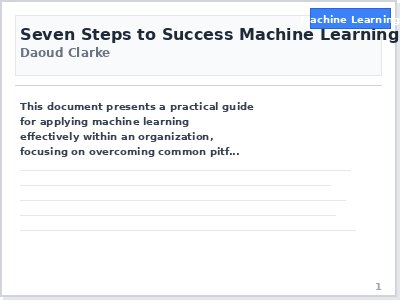 Machine Learning
Seven Steps to Success Machine Learning
Daoud Clarke
This document presents a practical guide
for applying machine learning
effectively within an organization,
focusing on overcoming common pitf...
1